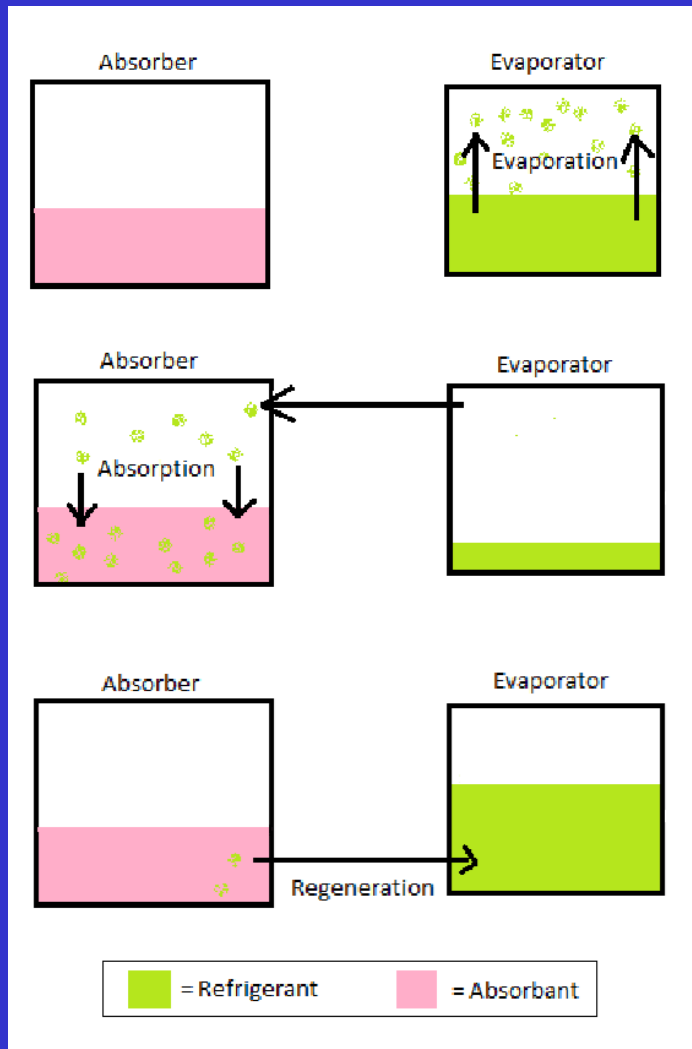 Absorber
Evaporator
Evaporation
Absorber
Evaporator
Absorption
Absorber
Evaporator
Regeneration
= Refrigerant
= Absorbant